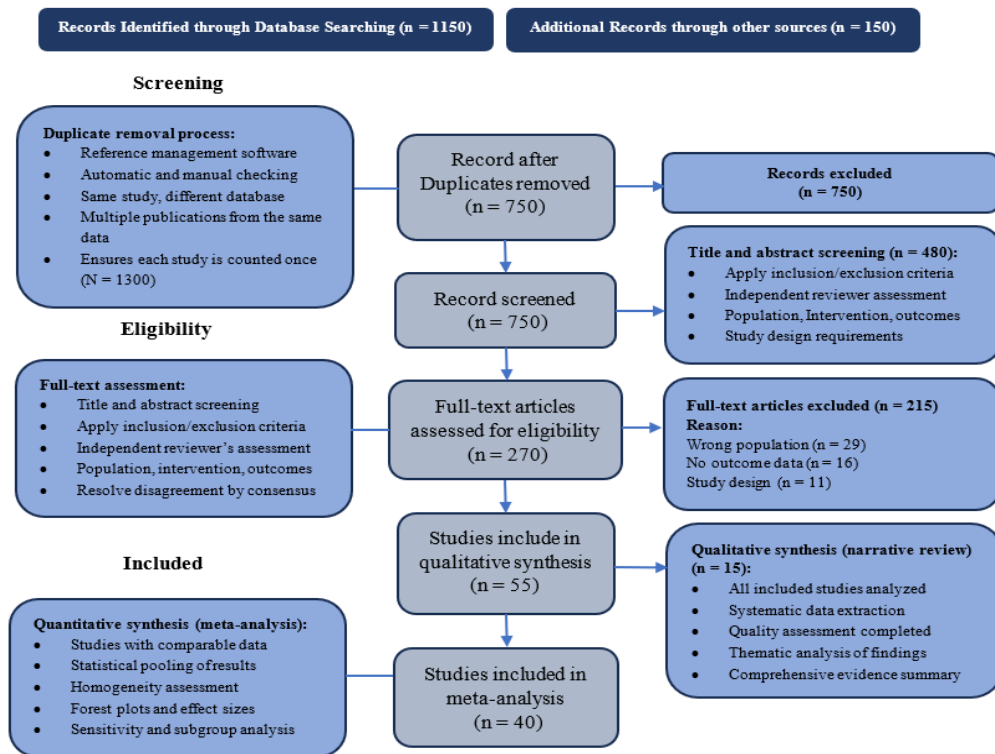 Records Identified through Database Searching (n = 1150)
Additional Records through other sources (n = 150)
Screening
Duplicate removal process:
• Reference management software
• Automatic and manual checking
• Same study, different database
• Multiple publications from the same
data
• Ensures each study is counted once
(N = 1300)
Record after
Duplicates removed
(n = 750)
Records excluded
(n = 750)
Record screened
(n = 750)
Title and abstract screening (n = 480):
• Apply inclusion/exclusion criteria
• Independent reviewer assessment
• Population, Intervention, outcomes
• Study design requirements
Eligibility
Full-text assessment:
• Title and abstract screening
• Apply inclusion/exclusion criteria
• Independent reviewer's assessment
• Population, intervention, outcomes
• Resolve disagreement by consensus
Full-text articles
assessed for eligibility
(n = 270)
Full-text articles excluded (n = 215)
Reason:
Wrong population (n = 29)
No outcome data (n = 16)
Study design (n = 11)
Studies include in
qualitative synthesis
(n = 55)
Qualitative synthesis (narrative review)
(n = 15):
• All included studies analyzed
• Systematic data extraction
• Quality assessment completed
• Thematic analysis of findings
• Comprehensive evidence summary
Included
Quantitative synthesis (meta-analysis):
• Studies with comparable data
• Statistical pooling of results
• Homogeneity assessment
• Forest plots and effect sizes
• Sensitivity and subgroup analysis
Studies included in
meta-analysis
(n = 40)